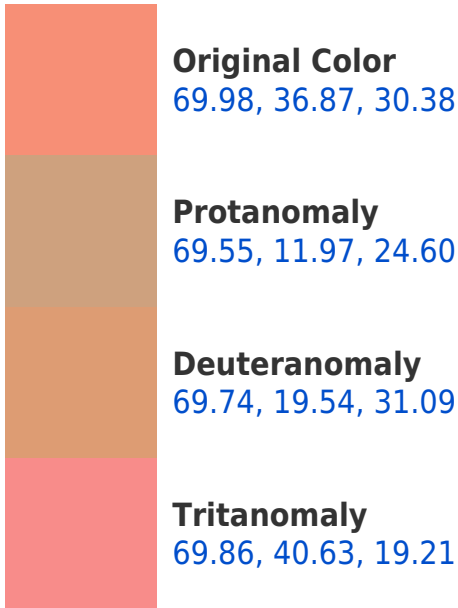 Original Color
69.98, 36.87, 30.38
Protanomaly
69.55, 11.97, 24.60
Deuteranomaly
69.74, 19.54, 31.09
Tritanomaly
69.86, 40.63, 19.21